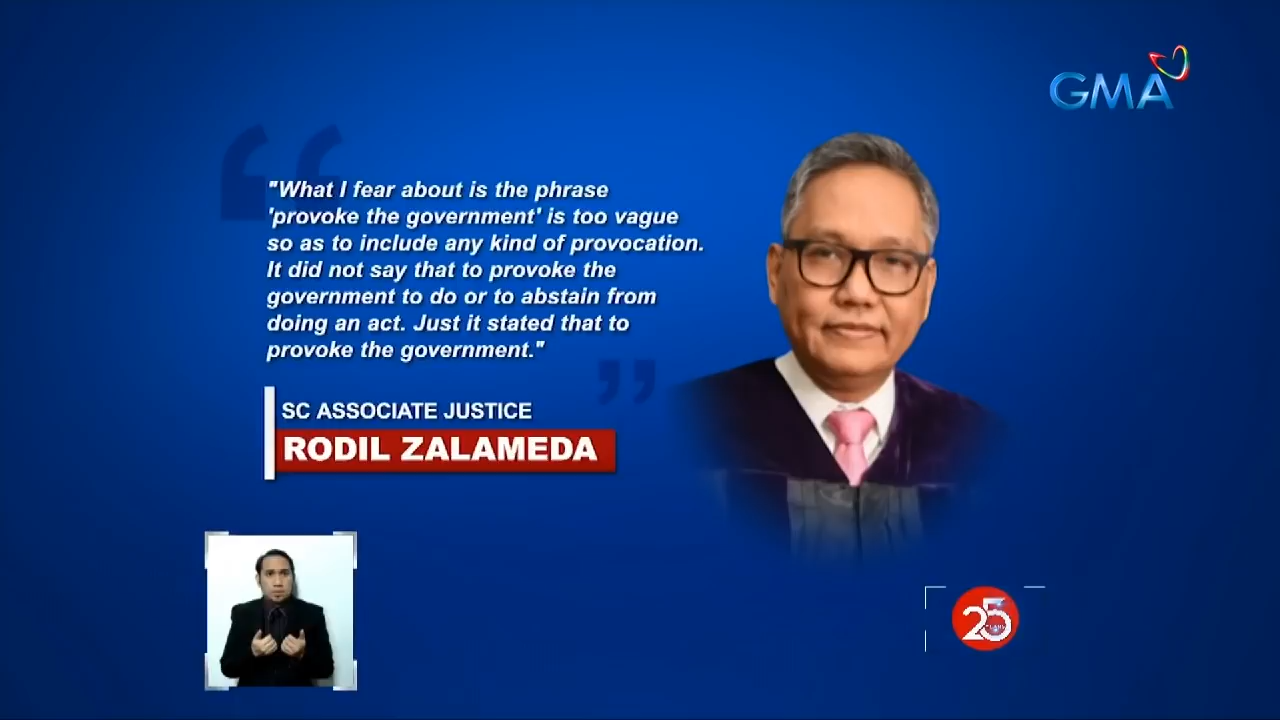 GMA
"What I fear about is the phrase
'provoke the government' is too vague
so as to include any kind of provocation.
It did not say that to provoke the
government to do or to abstain from
doing an act. Just it stated that to
provoke the government."
SC ASSOCIATE JUSTICE
RODIL ZALAMEDA
25